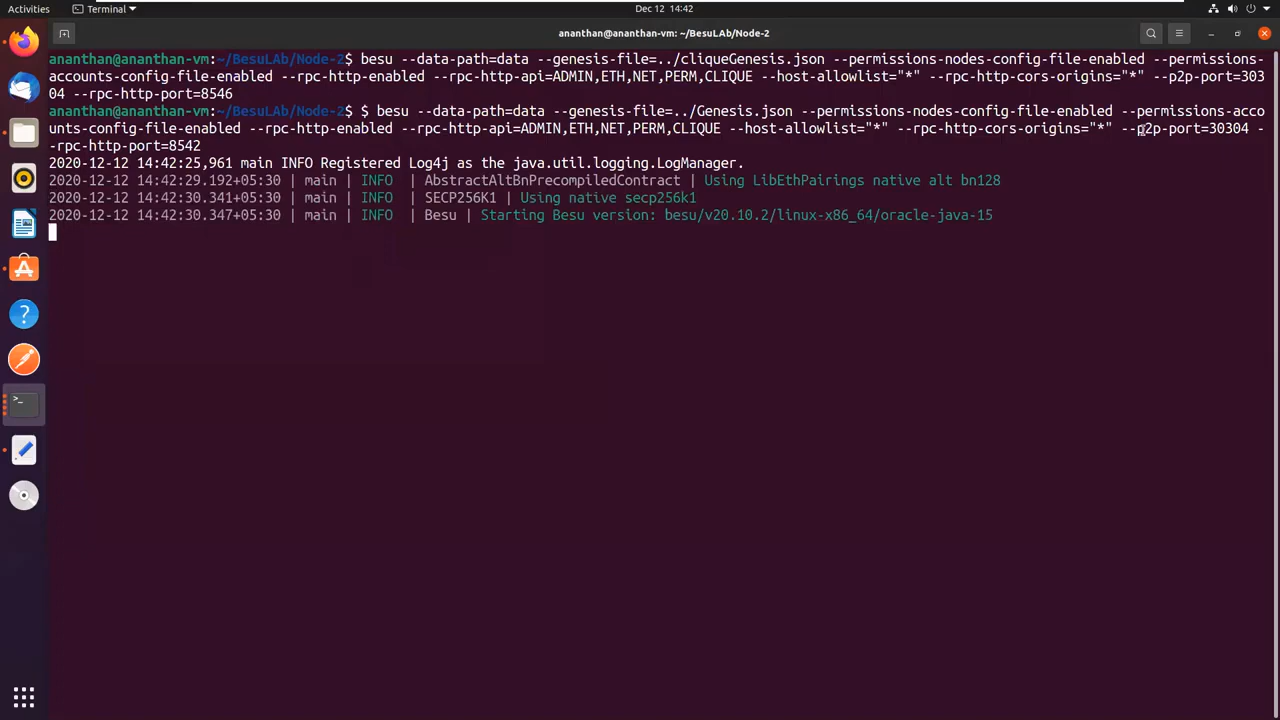 Activities
Terminal
Dec 12 14:42
ananthan@ananthan-vm: ~/BesuLAb/Node-2
ananthan@ananthan-vm:~/BesuLAb/Node-2$ besu --data-path=data --genesis-file=../cliqueGenesis.json --permissions-nodes-config-file-enabled --permissions-
accounts-config-file-enabled --rpc-http-enabled --rpc-http-api=ADMIN,ETH,NET,PERM,CLIQUE --host-allowlist="*" --rpc-http-cors-origins="*" --p2p-port=303
04 --rpc-http-port=8546
ananthan@ananthan-vm:~/BesuLAb/Node-2$ $ besu --data-path=data --genesis-file=../Genesis.json --permissions-nodes-config-file-enabled --permissions-acco
unts-config-file-enabled --rpc-http-enabled --rpc-http-api=ADMIN,ETH,NET,PERM,CLIQUE --host-allowlist="*" --rpc-http-cors-origins="*" --p2p-port=30304 -
-rpc-http-port=8542
2020-12-12 14:42:25,961 main INFO Registered Log4j as the java.util.logging.LogManager.
2020-12-12 14:42:29.192+05:30 | main | INFO  | AbstractAltBnPrecompiledContract | Using LibEthPairings native alt bn128
2020-12-12 14:42:30.341+05:30 | main | INFO  | SECP256K1 | Using native secp256k1
2020-12-12 14:42:30.347+05:30 | main | INFO  | Besu | Starting Besu version: besu/v20.10.2/linux-x86_64/oracle-java-15